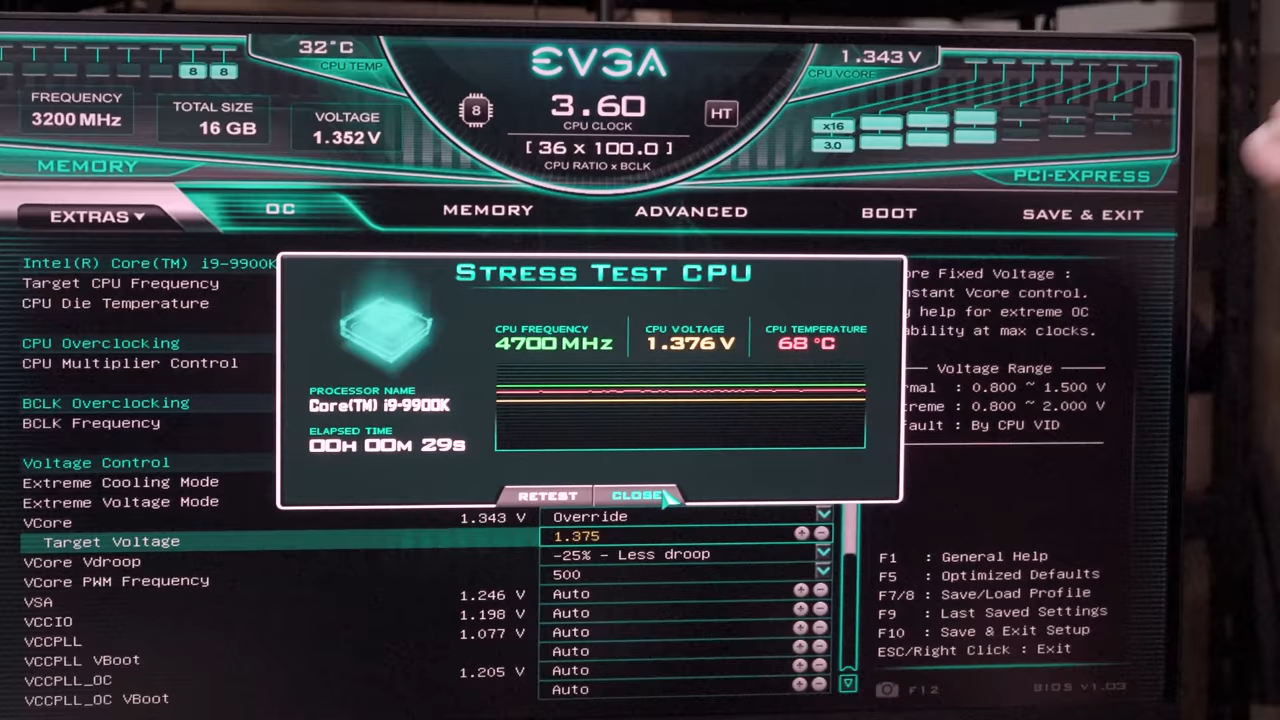 32°C
CPU TEMP
EVGA
1.343 V
CPU VCORE
8 8
FREQUENCY
3200 MHz
TOTAL SIZE
16 GB
VOLTAGE
1.352 V
8
3.60
CPU CLOCK
[ 36 x 100.0 ]
CPU RATIO x BCLK
HT
x16
3.0
MEMORY
PCI-EXPRESS
EXTRAS
OC
MEMORY
ADVANCED
BOOT
SAVE & EXIT
Intel(R) Core(TM) i9-9900K
Target CPU Frequency
CPU Die Temperature
CPU Overclocking
CPU Multiplier Control
BCLK Overclocking
BCLK Frequency
Voltage Control
Extreme Cooling Mode
Extreme Voltage Mode
VCore 1.343 V Override
Target Voltage 1.375
VCore Vdroop -25% - Less droop
VCore PWM Frequency 500
VSA 1.246 V Auto
VCCIO 1.198 V Auto
VCCPLL 1.077 V Auto
VCCPLL VBoot Auto
VCCPLL_OC 1.205 V Auto
VCCPLL_OC VBoot Auto
STRESS TEST CPU
CPU FREQUENCY
4700 MHz
CPU VOLTAGE
1.376 V
CPU TEMPERATURE
68 °C
PROCESSOR NAME
Core(TM) i9-9900K
ELAPSED TIME
00H 00M 29S
RETEST
CLOSE
ore Fixed Voltage :
nstant Vcore control.
y help for extreme OC
ability at max clocks.
Voltage Range
mal : 0.800 ~ 1.500 V
reme : 0.800 ~ 2.000 V
fault : By CPU VID
F1 : General Help
F5 : Optimized Defaults
F7/8 : Save/Load Profile
F9 : Last Saved Settings
F10 : Save & Exit Setup
ESC/Right Click : Exit
F12
BIOS v1.03